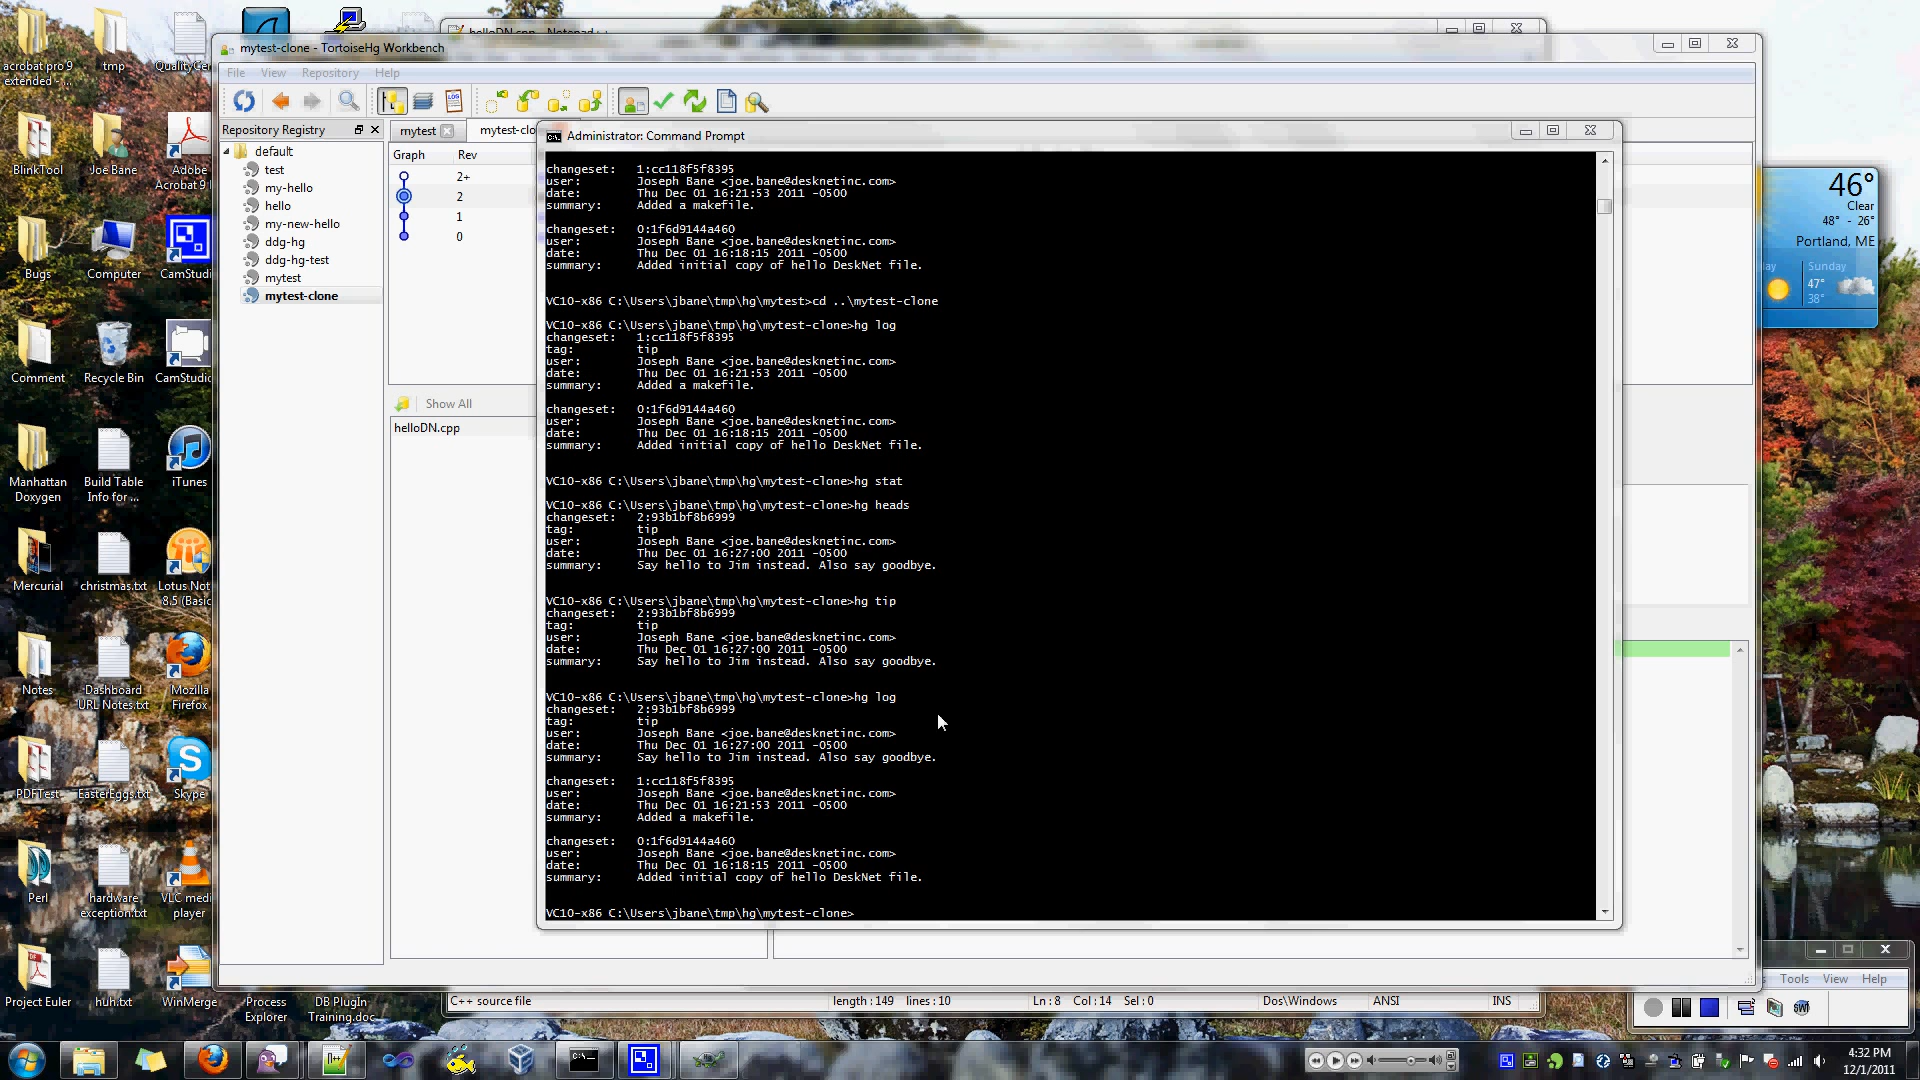 acrobat pro 9
extended - ...
tmp
QualityCe
BlinkTool
Joe Bane
Adobe
Acrobat 9
Bugs
Computer
CamStudi
Comment
Recycle Bin
CamStudio
Manhattan
Doxygen
Build Table
Info for ...
iTunes
Mercurial
christmas.txt
Lotus Not
8.5 (Basic
Notes
Dashboard
URL Notes.txt
Mozilla
Firefox
PDFTest
EasterEggs.txt
Skype
Perl
hardware
exception.txt
VLC medi
player
Project Euler
huh.txt
WinMerge
Process
Explorer
DB PlugIn
Training.doc
helloDN.cpp - Notepad++
mytest-clone - TortoiseHg Workbench
File View Repository Help
LOG
Repository Registry
default
test
my-hello
hello
my-new-hello
ddg-hg
ddg-hg-test
mytest
mytest-clone
mytest
mytest-clo
Graph Rev
2+
2
1
0
Show All
helloDN.cpp
Administrator: Command Prompt
changeset: 1:cc118f5f8395
user: Joseph Bane <joe.bane@desknetinc.com>
date: Thu Dec 01 16:21:53 2011 -0500
summary: Added a makefile.
changeset: 0:1f6d9144a460
user: Joseph Bane <joe.bane@desknetinc.com>
date: Thu Dec 01 16:18:15 2011 -0500
summary: Added initial copy of hello DeskNet file.
VC10-x86 C:\Users\jbane\tmp\hg\mytest>cd ..\mytest-clone
VC10-x86 C:\Users\jbane\tmp\hg\mytest-clone>hg log
changeset: 1:cc118f5f8395
tag: tip
user: Joseph Bane <joe.bane@desknetinc.com>
date: Thu Dec 01 16:21:53 2011 -0500
summary: Added a makefile.
changeset: 0:1f6d9144a460
user: Joseph Bane <joe.bane@desknetinc.com>
date: Thu Dec 01 16:18:15 2011 -0500
summary: Added initial copy of hello DeskNet file.
VC10-x86 C:\Users\jbane\tmp\hg\mytest-clone>hg stat
VC10-x86 C:\Users\jbane\tmp\hg\mytest-clone>hg heads
changeset: 2:93b1bf8b6999
tag: tip
user: Joseph Bane <joe.bane@desknetinc.com>
date: Thu Dec 01 16:27:00 2011 -0500
summary: Say hello to Jim instead. Also say goodbye.
VC10-x86 C:\Users\jbane\tmp\hg\mytest-clone>hg tip
changeset: 2:93b1bf8b6999
tag: tip
user: Joseph Bane <joe.bane@desknetinc.com>
date: Thu Dec 01 16:27:00 2011 -0500
summary: Say hello to Jim instead. Also say goodbye.
VC10-x86 C:\Users\jbane\tmp\hg\mytest-clone>hg log
changeset: 2:93b1bf8b6999
tag: tip
user: Joseph Bane <joe.bane@desknetinc.com>
date: Thu Dec 01 16:27:00 2011 -0500
summary: Say hello to Jim instead. Also say goodbye.
changeset: 1:cc118f5f8395
user: Joseph Bane <joe.bane@desknetinc.com>
date: Thu Dec 01 16:21:53 2011 -0500
summary: Added a makefile.
changeset: 0:1f6d9144a460
user: Joseph Bane <joe.bane@desknetinc.com>
date: Thu Dec 01 16:18:15 2011 -0500
summary: Added initial copy of hello DeskNet file.
VC10-x86 C:\Users\jbane\tmp\hg\mytest-clone>
46°
Clear
48° - 26°
Portland, ME
ay Sunday
47°
38°
Tools View Help
C++ source file length : 149 lines : 10 Ln : 8 Col : 14 Sel : 0 Dos\Windows ANSI INS
4:32 PM
12/1/2011